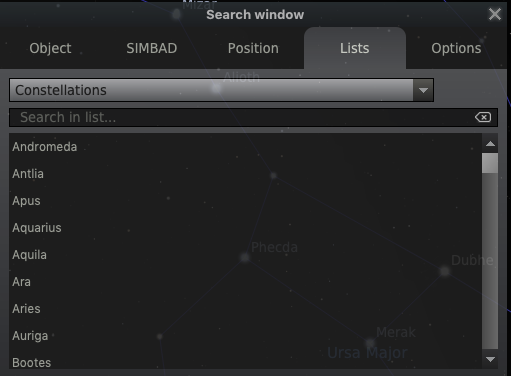 Mizar
Search window
Object SIMBAD Position Lists Options
Alioth
Constellations
Search in list...
Andromeda
Antlia
Apus
Aquarius
Phecda
Aquila
Dubhe
Ara
Aries
Merak
Auriga
Ursa Major
Bootes